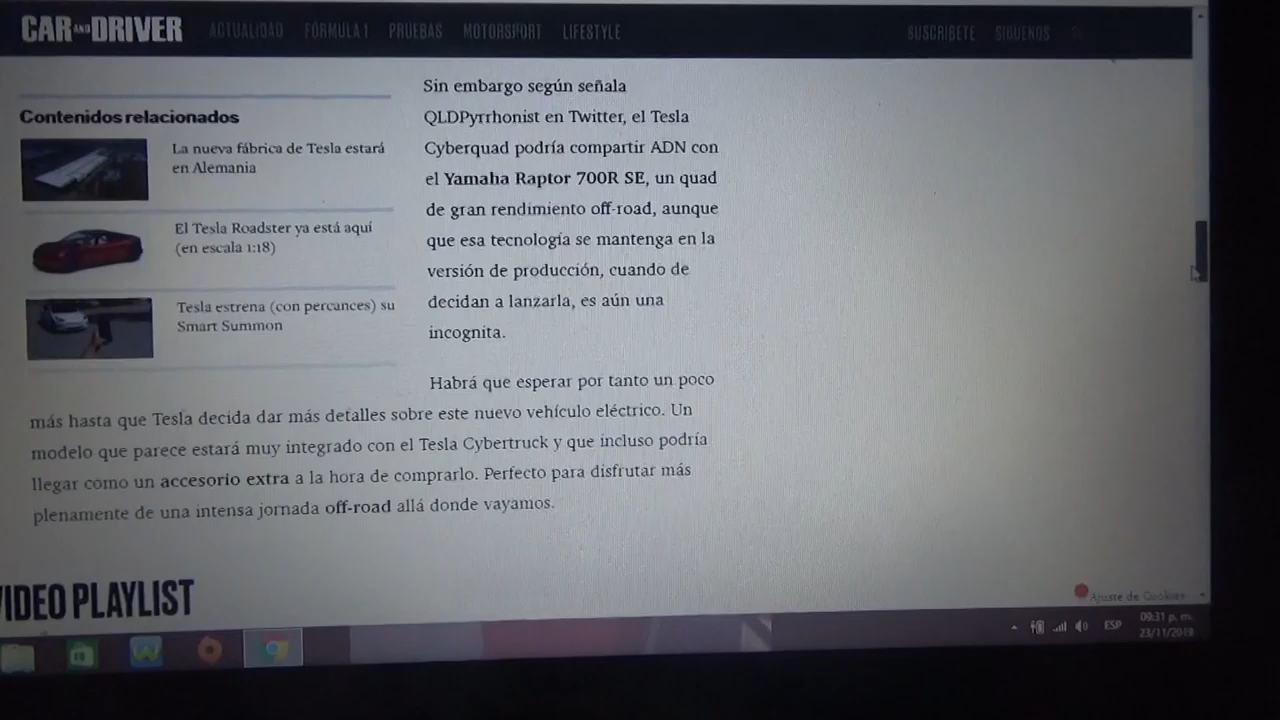 CAR AND DRIVER
ACTUALIDAD FÓRMULA 1 PRUEBAS MOTORSPORT LIFESTYLE
SUSCRÍBETE SÍGUENOS
Contenidos relacionados
La nueva fábrica de Tesla estará
en Alemania
El Tesla Roadster ya está aquí
(en escala 1:18)
Tesla estrena (con percances) su
Smart Summon
Sin embargo según señala
QLDPyrrhonist en Twitter, el Tesla
Cyberquad podría compartir ADN con
el Yamaha Raptor 700R SE, un quad
de gran rendimiento off-road, aunque
que esa tecnología se mantenga en la
versión de producción, cuando de
decidan a lanzarla, es aún una
incognita.
Habrá que esperar por tanto un poco
más hasta que Tesla decida dar más detalles sobre este nuevo vehículo eléctrico. Un
modelo que parece estará muy integrado con el Tesla Cybertruck y que incluso podría
llegar como un accesorio extra a la hora de comprarlo. Perfecto para disfrutar más
plenamente de una intensa jornada off-road allá donde vayamos.
VIDEO PLAYLIST
Ajuste de Cookies
ESP
09:31 p. m.
23/11/2019